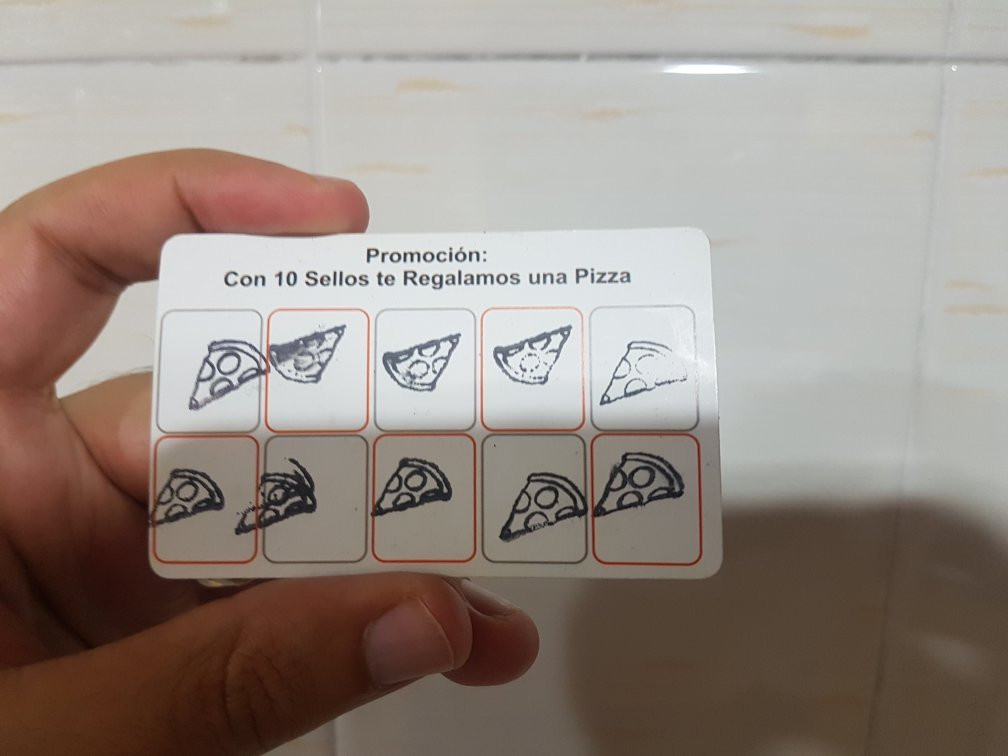 Promoción:
Con 10 Sellos te Regalamos una Pizza